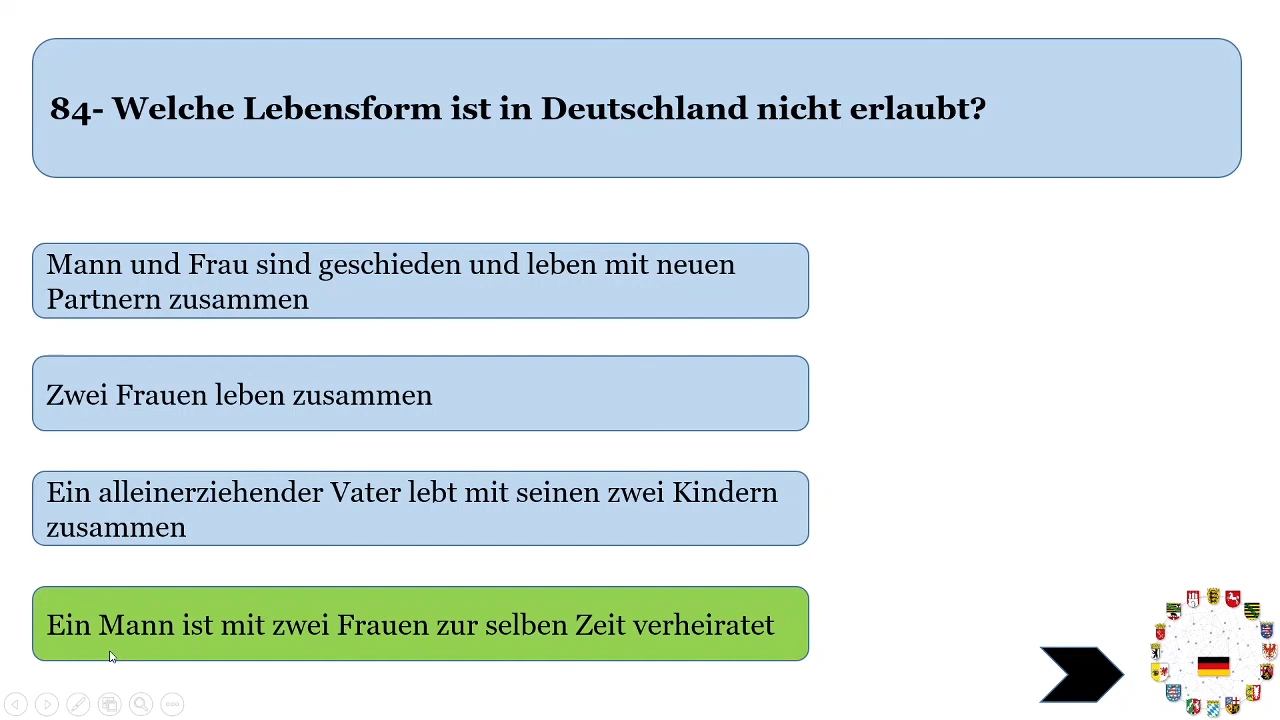 84- Welche Lebensform ist in Deutschland nicht erlaubt?
Mann und Frau sind geschieden und leben mit neuen
Partnern zusammen
Zwei Frauen leben zusammen
Ein alleinerziehender Vater lebt mit seinen zwei Kindern
zusammen
Ein Mann ist mit zwei Frauen zur selben Zeit verheiratet